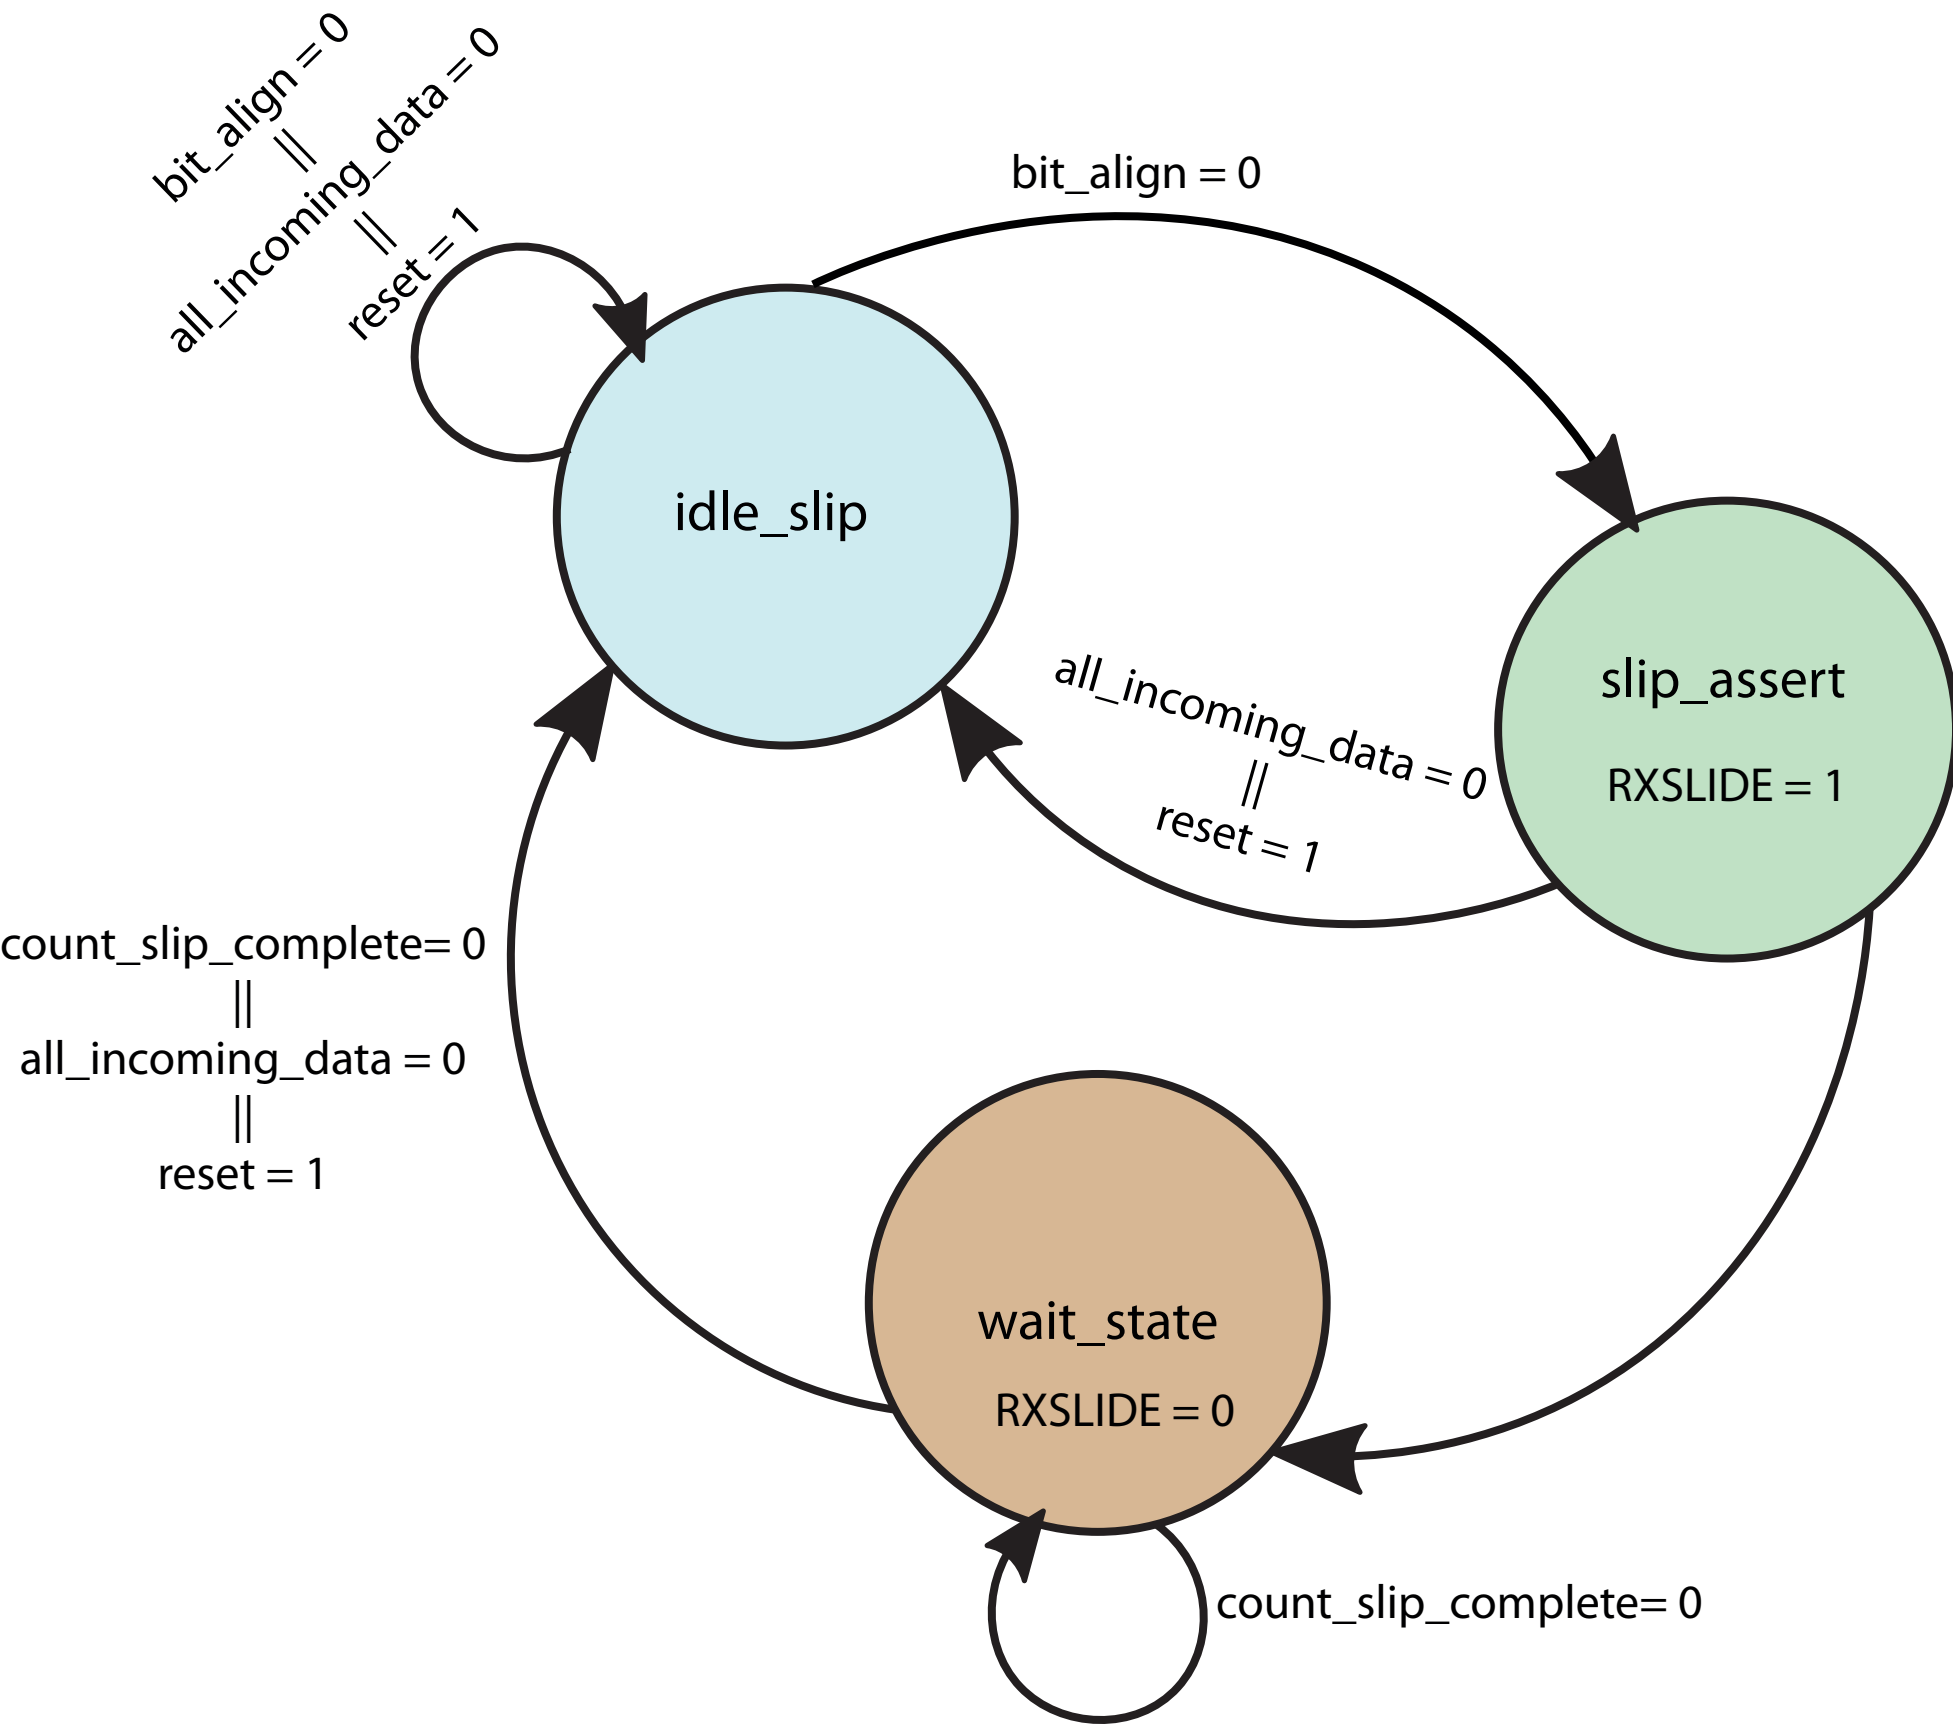 bit_align = 0
||
all_incoming_data = 0
||
reset = 1
bit_align = 0
idle_slip
slip_assert
RXSLIDE = 1
all_incoming_data = 0
||
reset = 1
count_slip_complete= 0
||
all_incoming_data = 0
||
reset = 1
wait_state
RXSLIDE = 0
count_slip_complete= 0